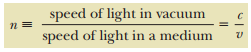 n ≡ speed of light in vacuum / speed of light in a medium = c / v